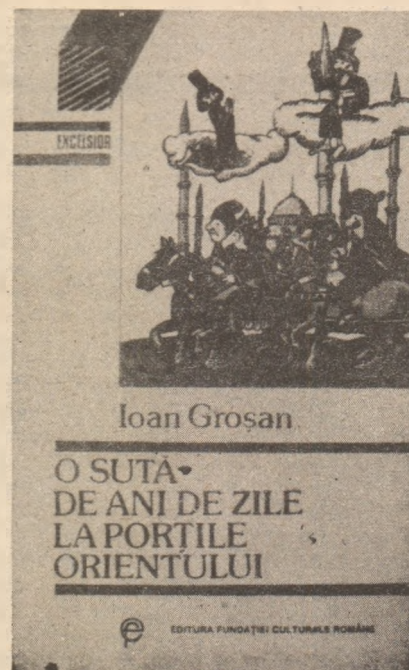 EXCELSIOR
Ioan Groșan
O SUTĂ
DE ANI DE ZILE
LA PORȚILE
ORIENTULUI
EDITURA FUNDAȚIEI CULTURALE ROMÂNE